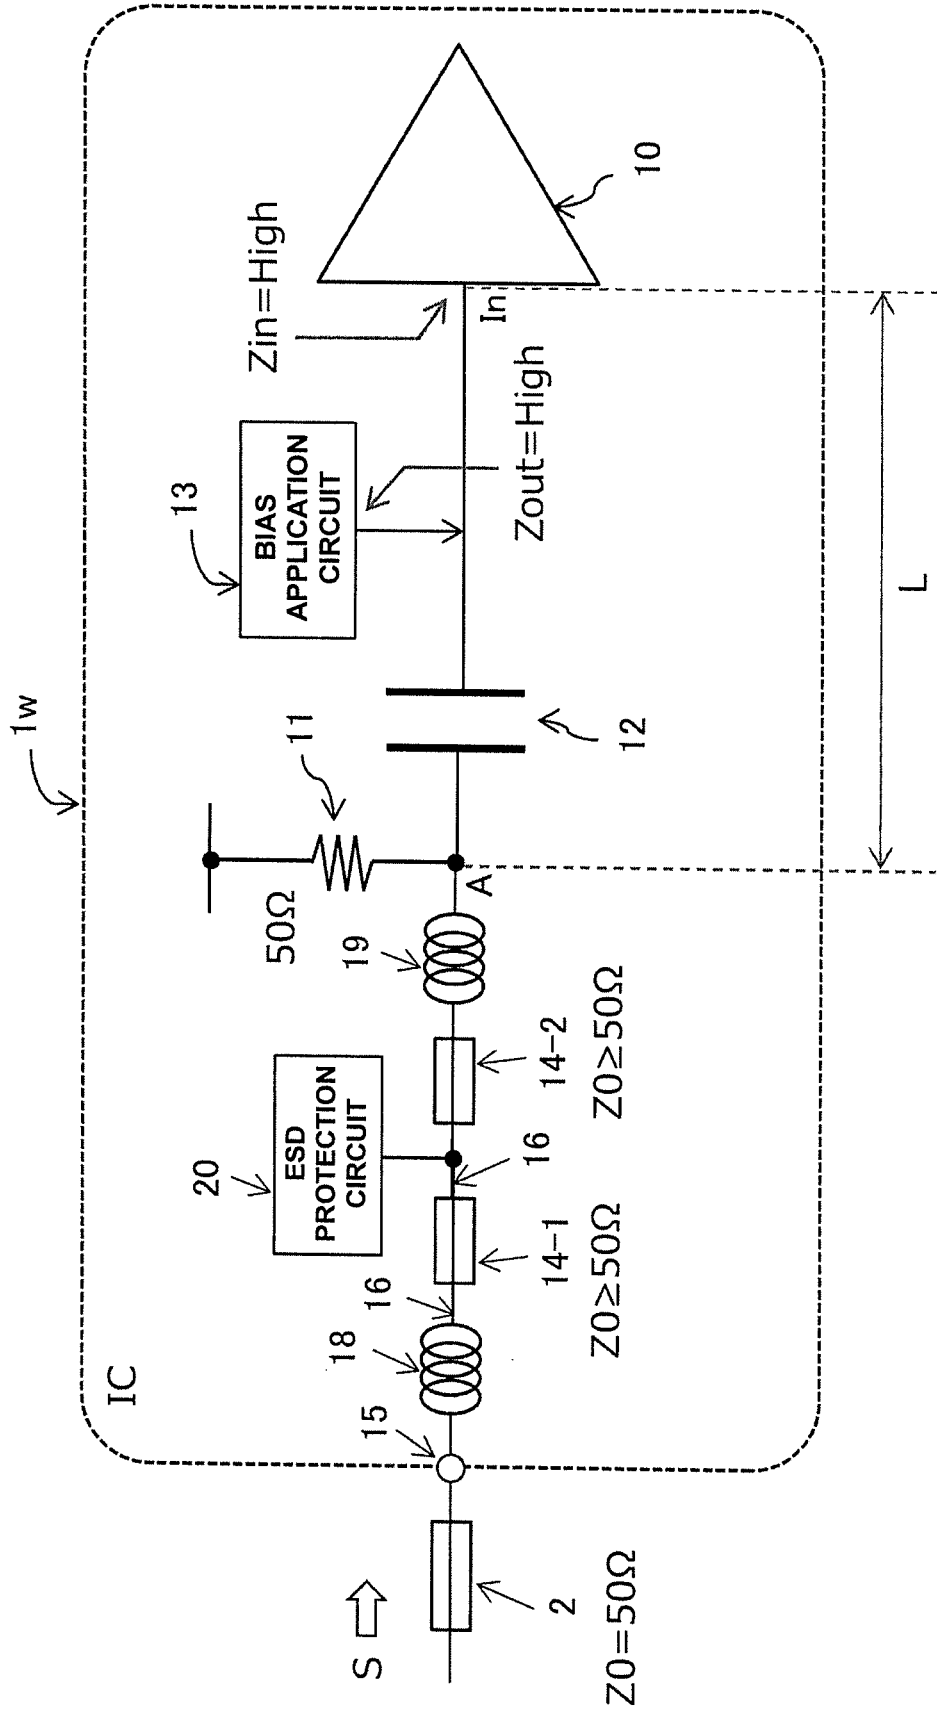 1w
IC
S
2
Z0=50Ω
15
18
16
14-1
Z0≥50Ω
20
ESD
PROTECTION
CIRCUIT
16
14-2
Z0≥50Ω
19
50Ω
11
A
12
13
BIAS
APPLICATION
CIRCUIT
Zout=High
Zin=High
In
10
L